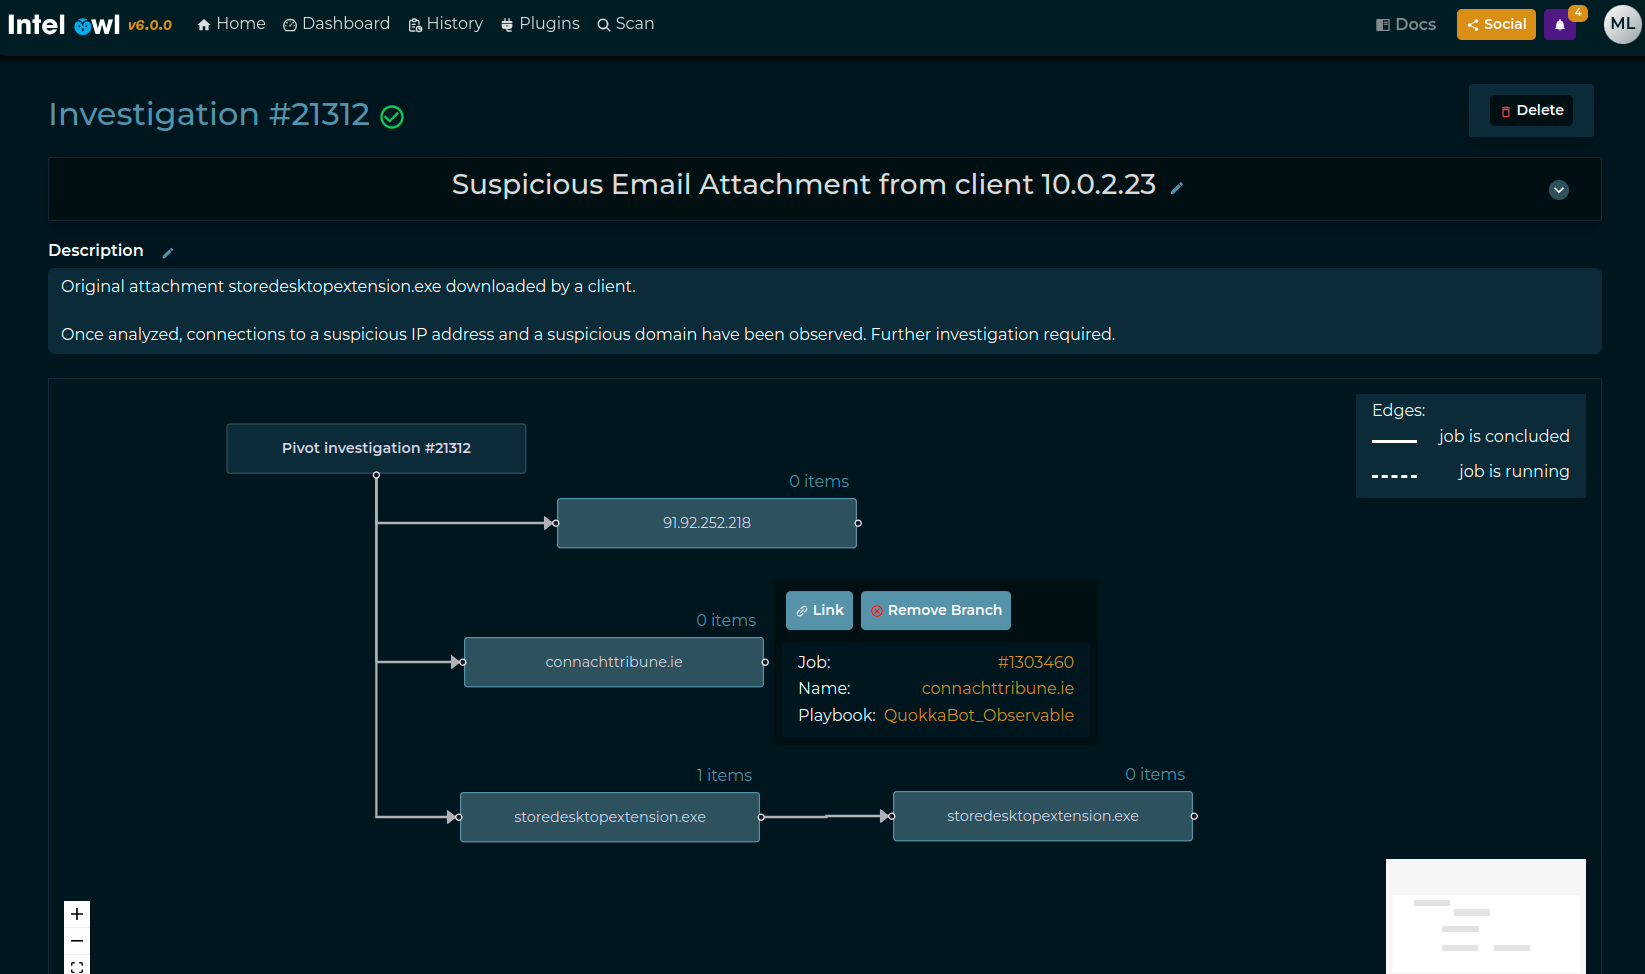 Intel Owl v6.0.0 Home Dashboard History Plugins Scan Docs Social 4 ML
Investigation #21312
Delete
Suspicious Email Attachment from client 10.0.2.23
Description
Original attachment storedesktopextension.exe downloaded by a client.
Once analyzed, connections to a suspicious IP address and a suspicious domain have been observed. Further investigation required.
Edges:
job is concluded
job is running
Pivot investigation #21312
0 items
91.92.252.218
0 items
connachttribune.ie
Link Remove Branch
Job: #1303460
Name: connachttribune.ie
Playbook: QuokkaBot_Observable
1 items
storedesktopextension.exe
0 items
storedesktopextension.exe